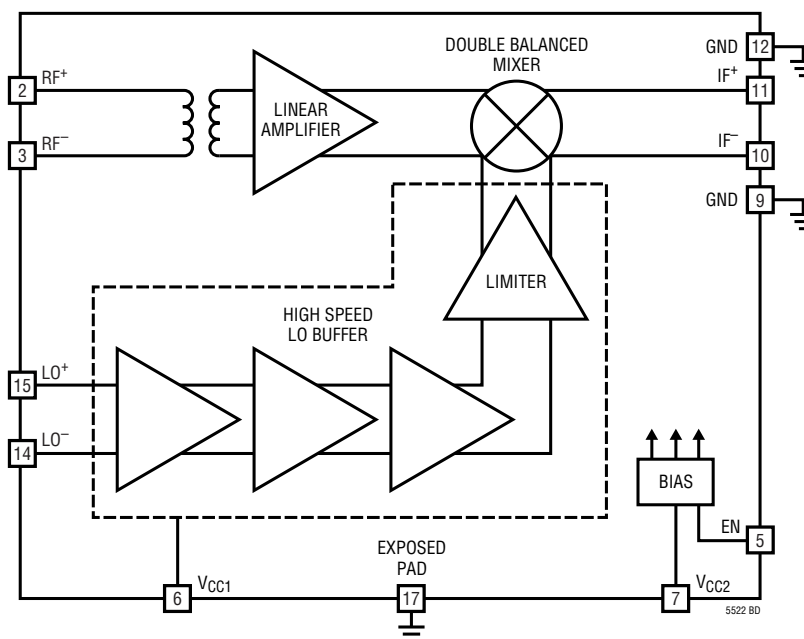 DOUBLE BALANCED
MIXER
GND 12
2 RF+
IF+ 11
LINEAR
AMPLIFIER
3 RF–
IF– 10
GND 9
LIMITER
HIGH SPEED
LO BUFFER
15 LO+
14 LO–
BIAS
EN 5
EXPOSED
PAD
6 VCC1
17
7 VCC2
5522 BD